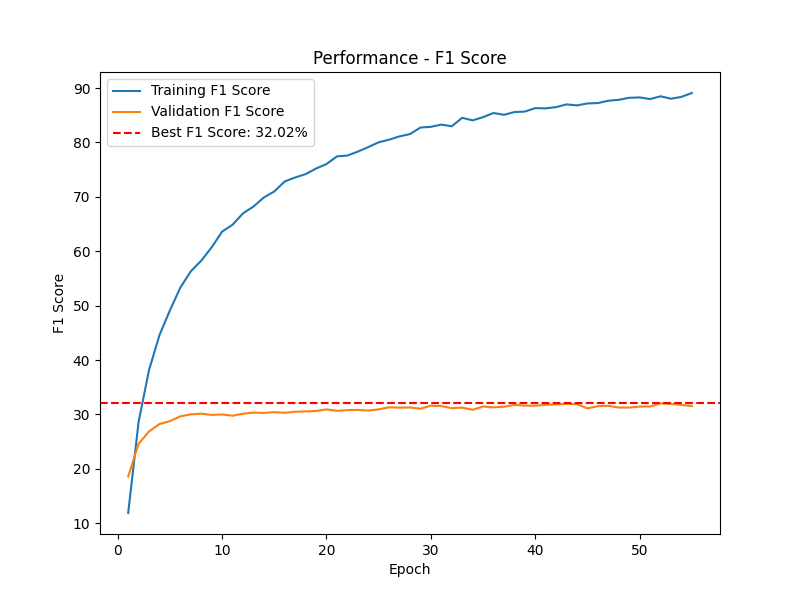 Performance - F1 Score
Training F1 Score
Validation F1 Score
Best F1 Score: 32.02%
F1 Score
90
80
70
60
50
40
30
20
10
0 10 20 30 40 50
Epoch